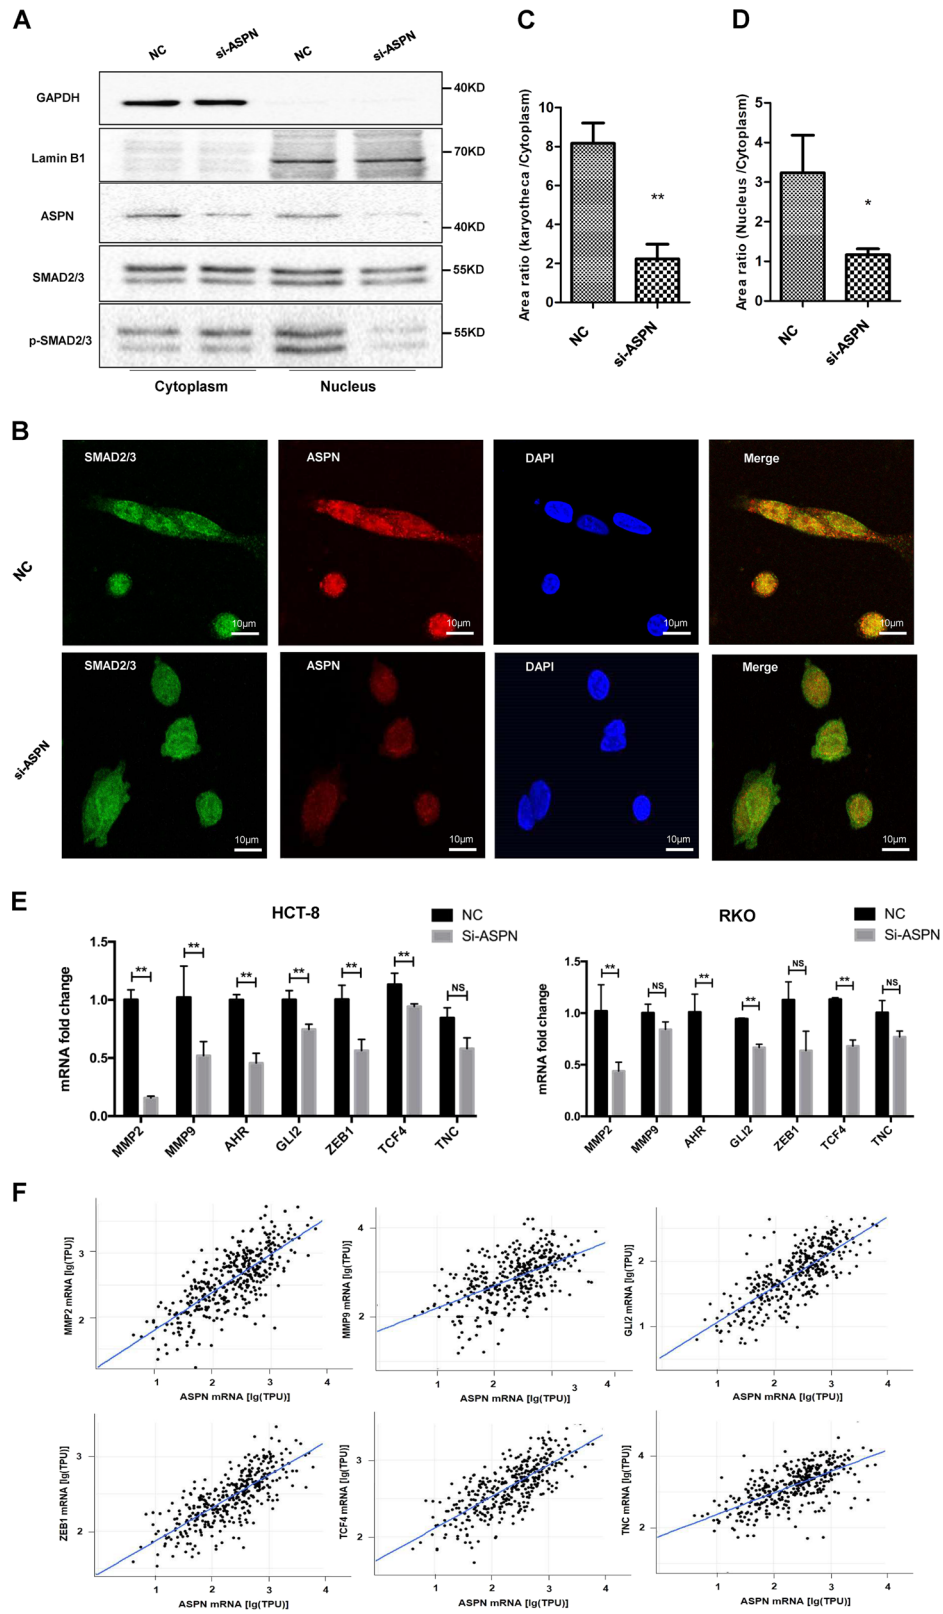 A
NC
si-ASPN
NC
si-ASPN
GAPDH
40KD
Lamin B1
70KD
ASPN
40KD
SMAD2/3
55KD
p-SMAD2/3
55KD
Cytoplasm
Nucleus
C
Area ratio (karyotheca /Cytoplasm)
10
8
6
4
2
0
**
NC
si-ASPN
D
Area ratio (Nucleus /Cytoplasm)
5
4
3
2
1
0
*
NC
si-ASPN
B
NC
SMAD2/3
10μm
ASPN
10μm
DAPI
10μm
Merge
10μm
si-ASPN
SMAD2/3
10μm
ASPN
10μm
DAPI
10μm
Merge
10μm
E
HCT-8
NC
Si-ASPN
mRNA fold change
1.5
1.0
0.5
0.0
** ** ** ** ** ** NS
MMP2 MMP9 AHR GLI2 ZEB1 TCF4 TNC
RKO
NC
Si-ASPN
mRNA fold change
1.5
1.0
0.5
0.0
** NS ** ** NS ** NS
MMP2 MMP9 AHR GLI2 ZEB1 TCF4 TNC
F
MMP2 mRNA [lg(TPU)]
3
2
1 2 3 4
ASPN mRNA [lg(TPU)]
MMP9 mRNA [lg(TPU)]
4
3
2
1 2 3 4
ASPN mRNA [lg(TPU)]
GLI2 mRNA [lg(TPU)]
2
1
1 2 3 4
ASPN mRNA [lg(TPU)]
ZEB1 mRNA [lg(TPU)]
3
2
1 2 3 4
ASPN mRNA [lg(TPU)]
TCF4 mRNA [lg(TPU)]
3
2
1 2 3 4
ASPN mRNA [lg(TPU)]
TNC mRNA [lg(TPU)]
4
2
1 2 3 4
ASPN mRNA [lg(TPU)]